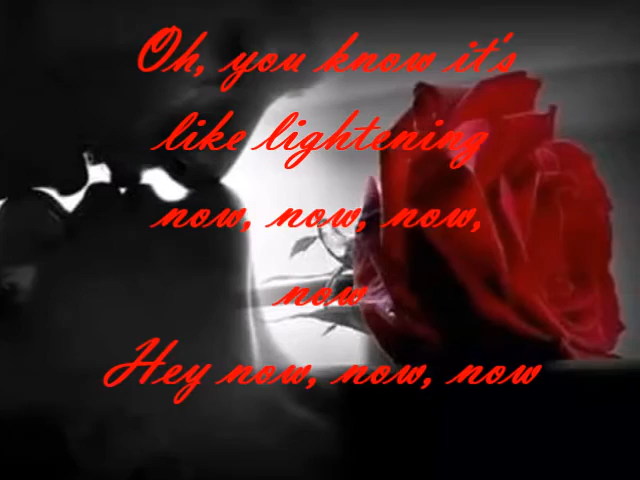 Oh, you know it's
like lightening
now, now, now,
now
Hey now, now, now